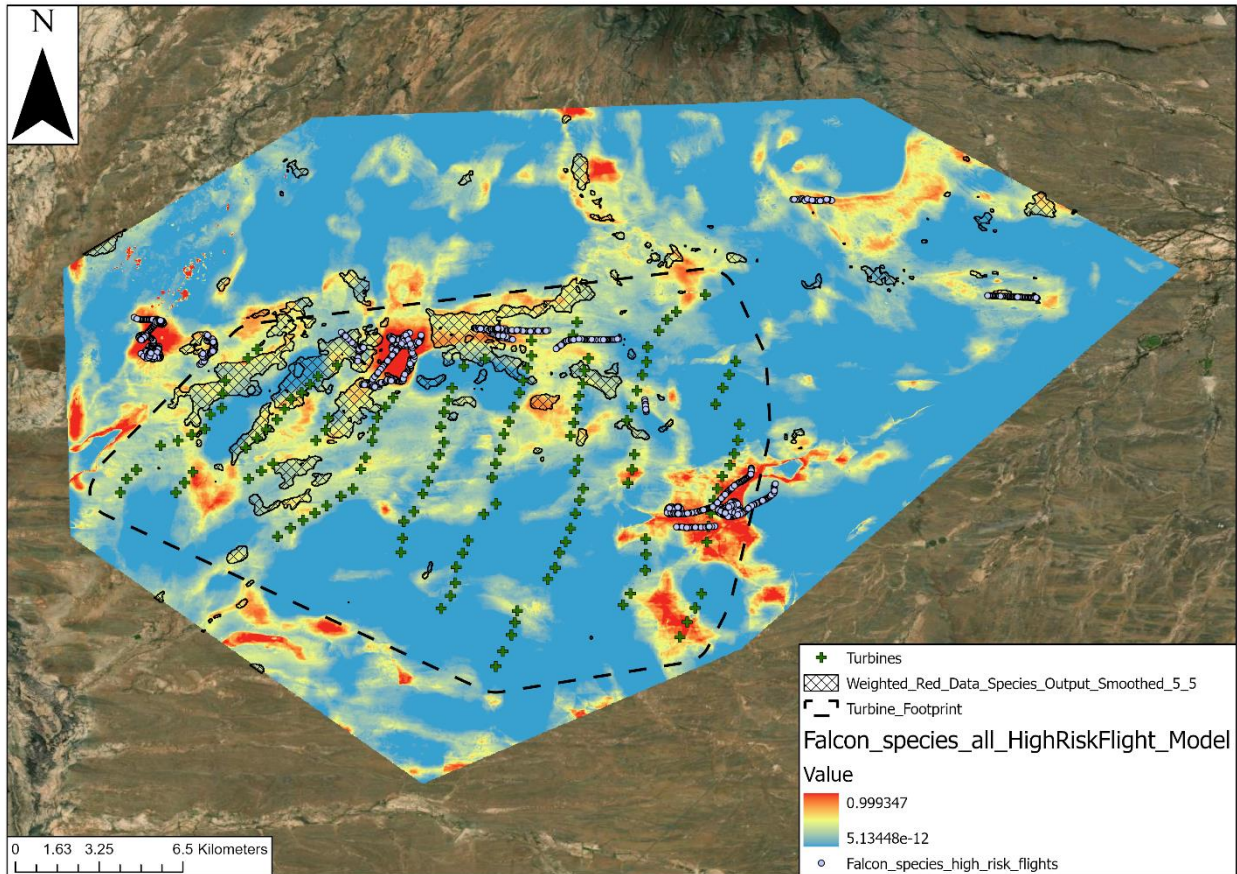 N
Turbines
Weighted_Red_Data_Species_Output_Smoothed_5_5
Turbine_Footprint
Falcon_species_all_HighRiskFlight_Model
Value
0.999347
5.13448e-12
Falcon_species_high_risk_flights
0 1.63 3.25 6.5 Kilometers